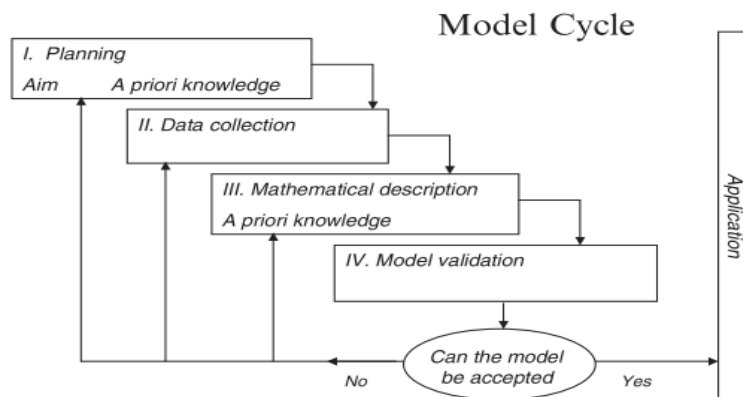 Model Cycle
I. Planning
Aim A priori knowledge
II. Data collection
III. Mathematical description
A priori knowledge
IV. Model validation
Can the model
be accepted
No
Yes
Application